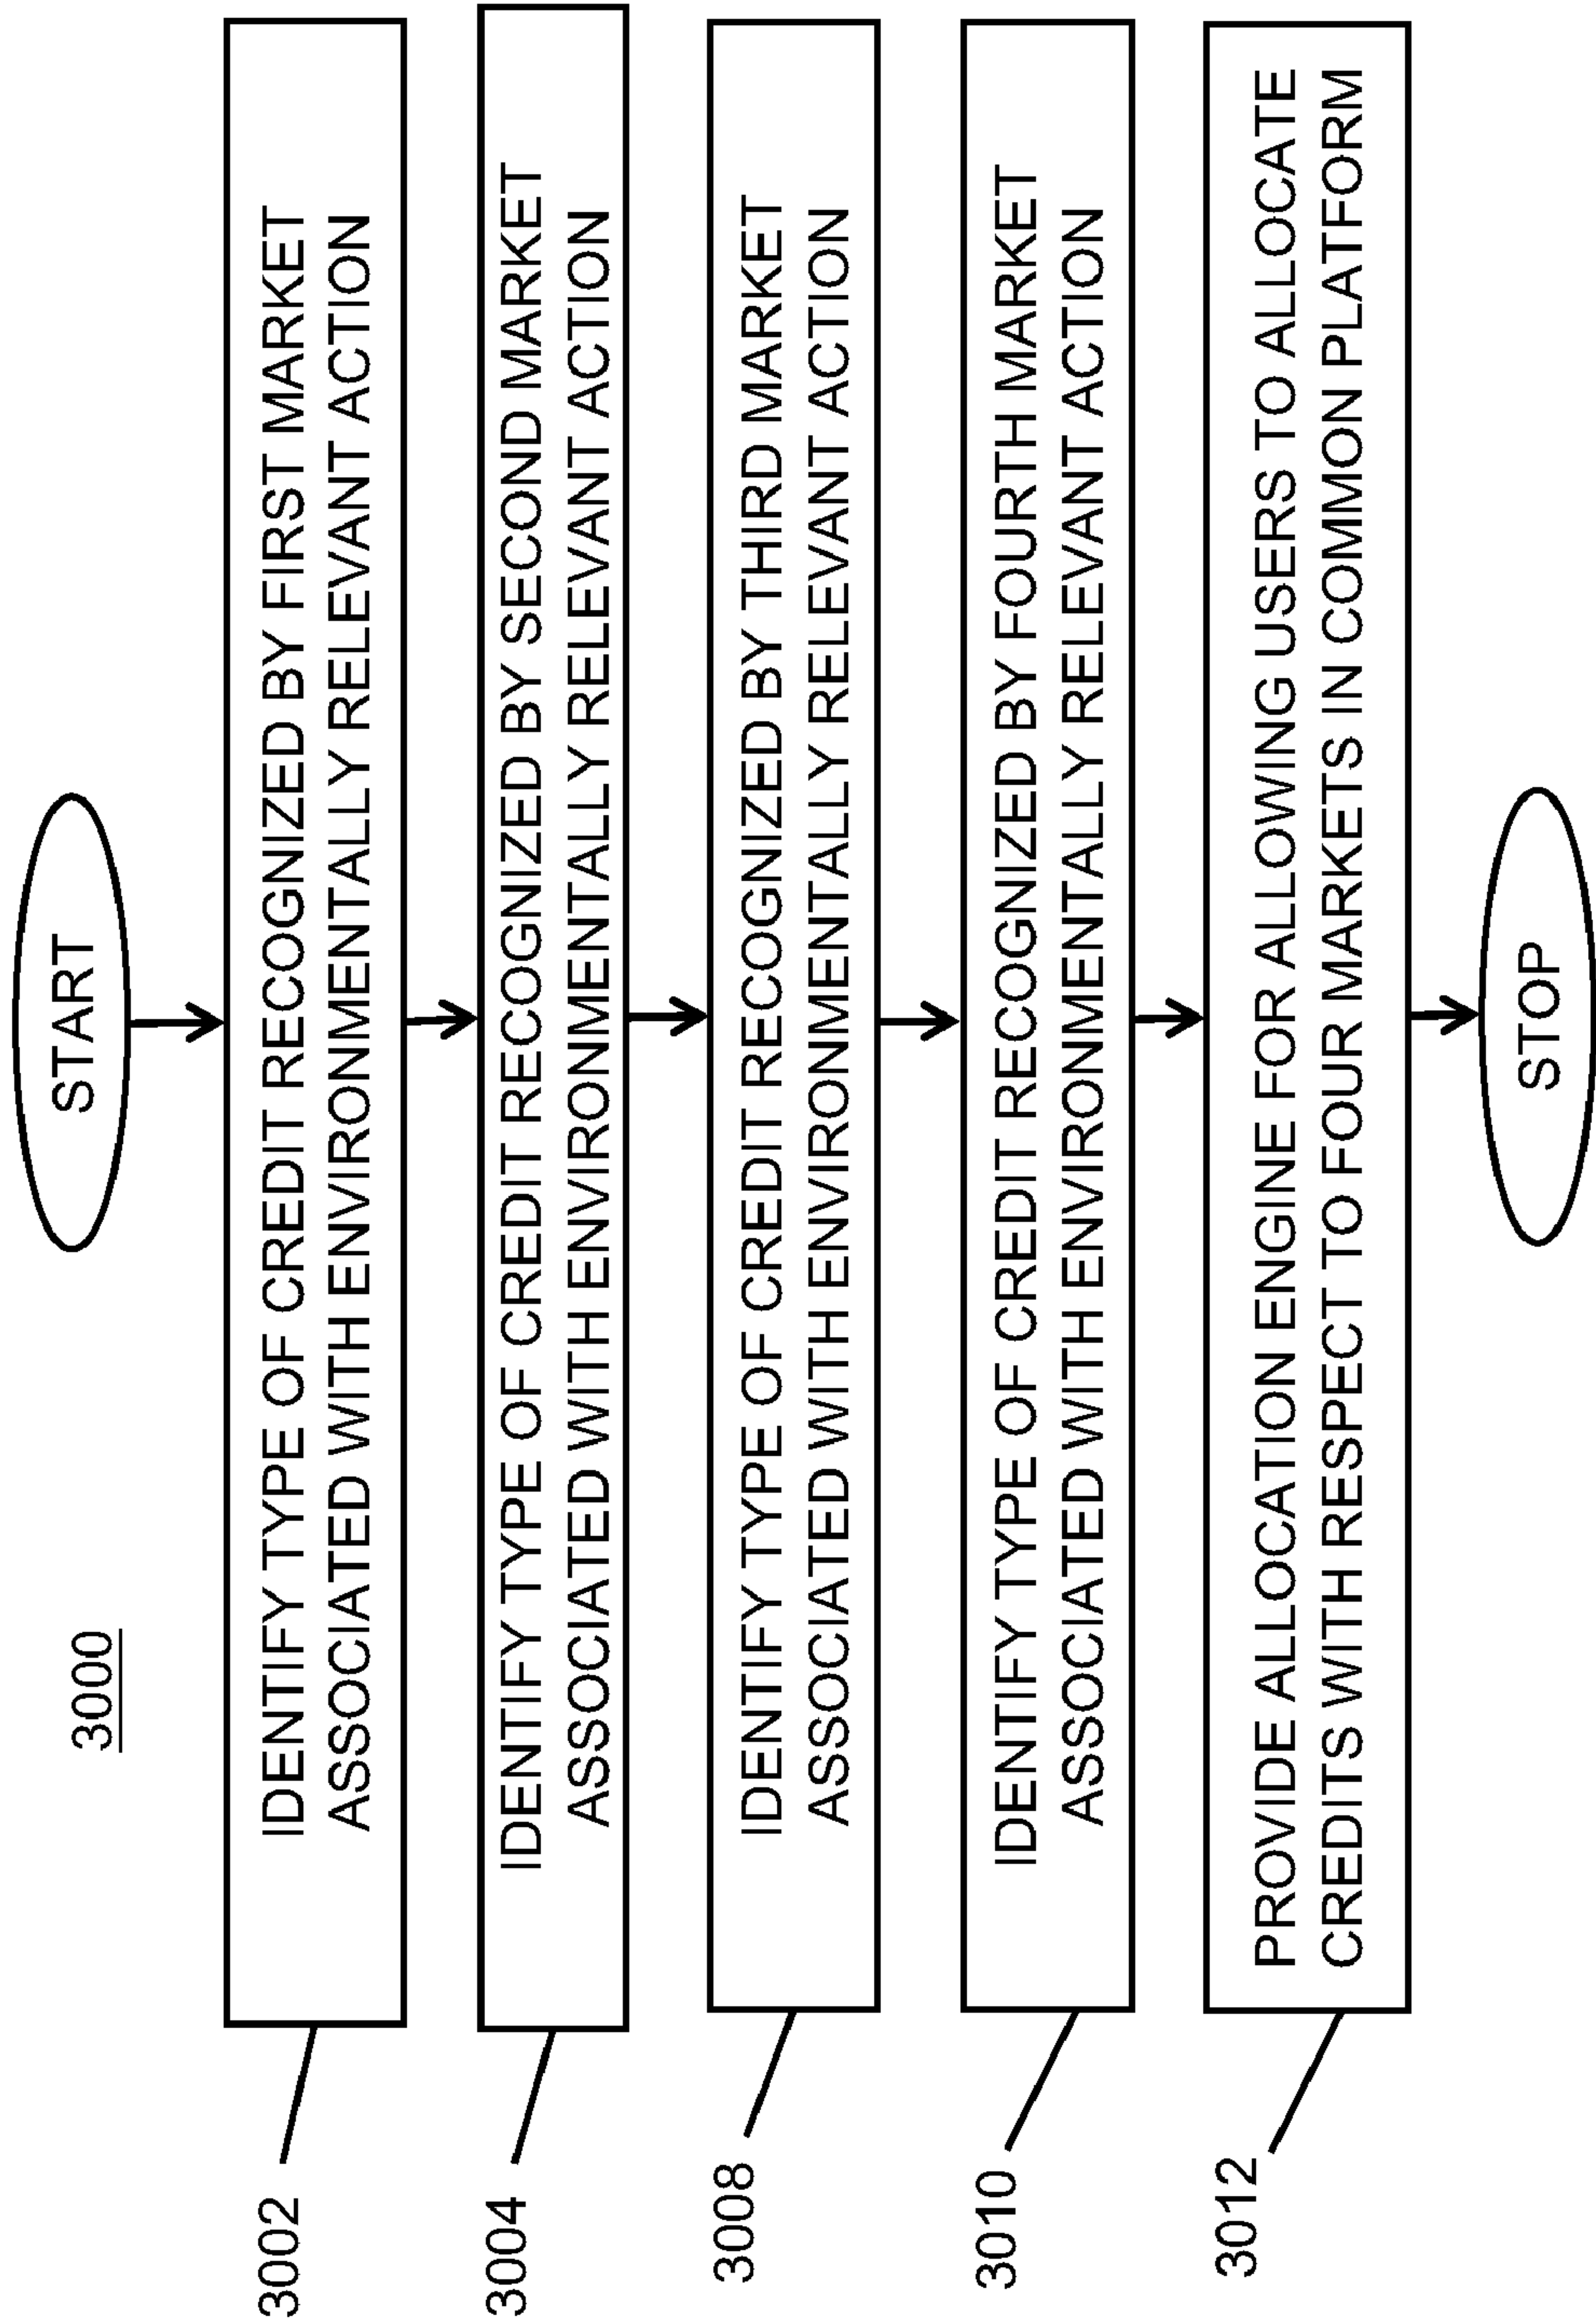 3000
START
3002
IDENTIFY TYPE OF CREDIT RECOGNIZED BY FIRST MARKET
ASSOCIATED WITH ENVIRONMENTALLY RELEVANT ACTION
3004
IDENTIFY TYPE OF CREDIT RECOGNIZED BY SECOND MARKET
ASSOCIATED WITH ENVIRONMENTALLY RELEVANT ACTION
3008
IDENTIFY TYPE OF CREDIT RECOGNIZED BY THIRD MARKET
ASSOCIATED WITH ENVIRONMENTALLY RELEVANT ACTION
3010
IDENTIFY TYPE OF CREDIT RECOGNIZED BY FOURTH MARKET
ASSOCIATED WITH ENVIRONMENTALLY RELEVANT ACTION
3012
PROVIDE ALLOCATION ENGINE FOR ALLOWING USERS TO ALLOCATE
CREDITS WITH RESPECT TO FOUR MARKETS IN COMMON PLATFORM
STOP